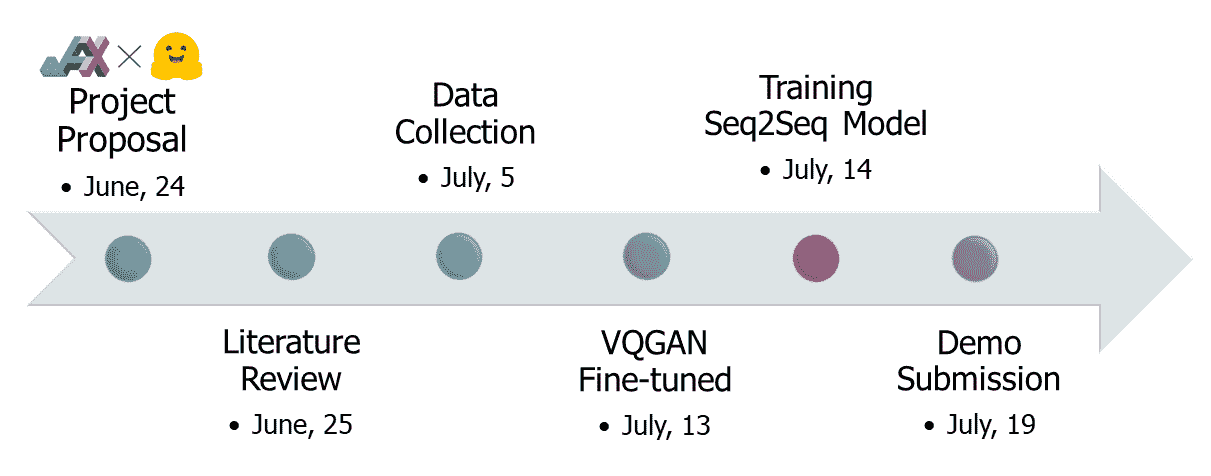 JAX
Project
Proposal
• June, 24
Literature
Review
• June, 25
Data
Collection
• July, 5
VQGAN
Fine-tuned
• July, 13
Training
Seq2Seq Model
• July, 14
Demo
Submission
• July, 19